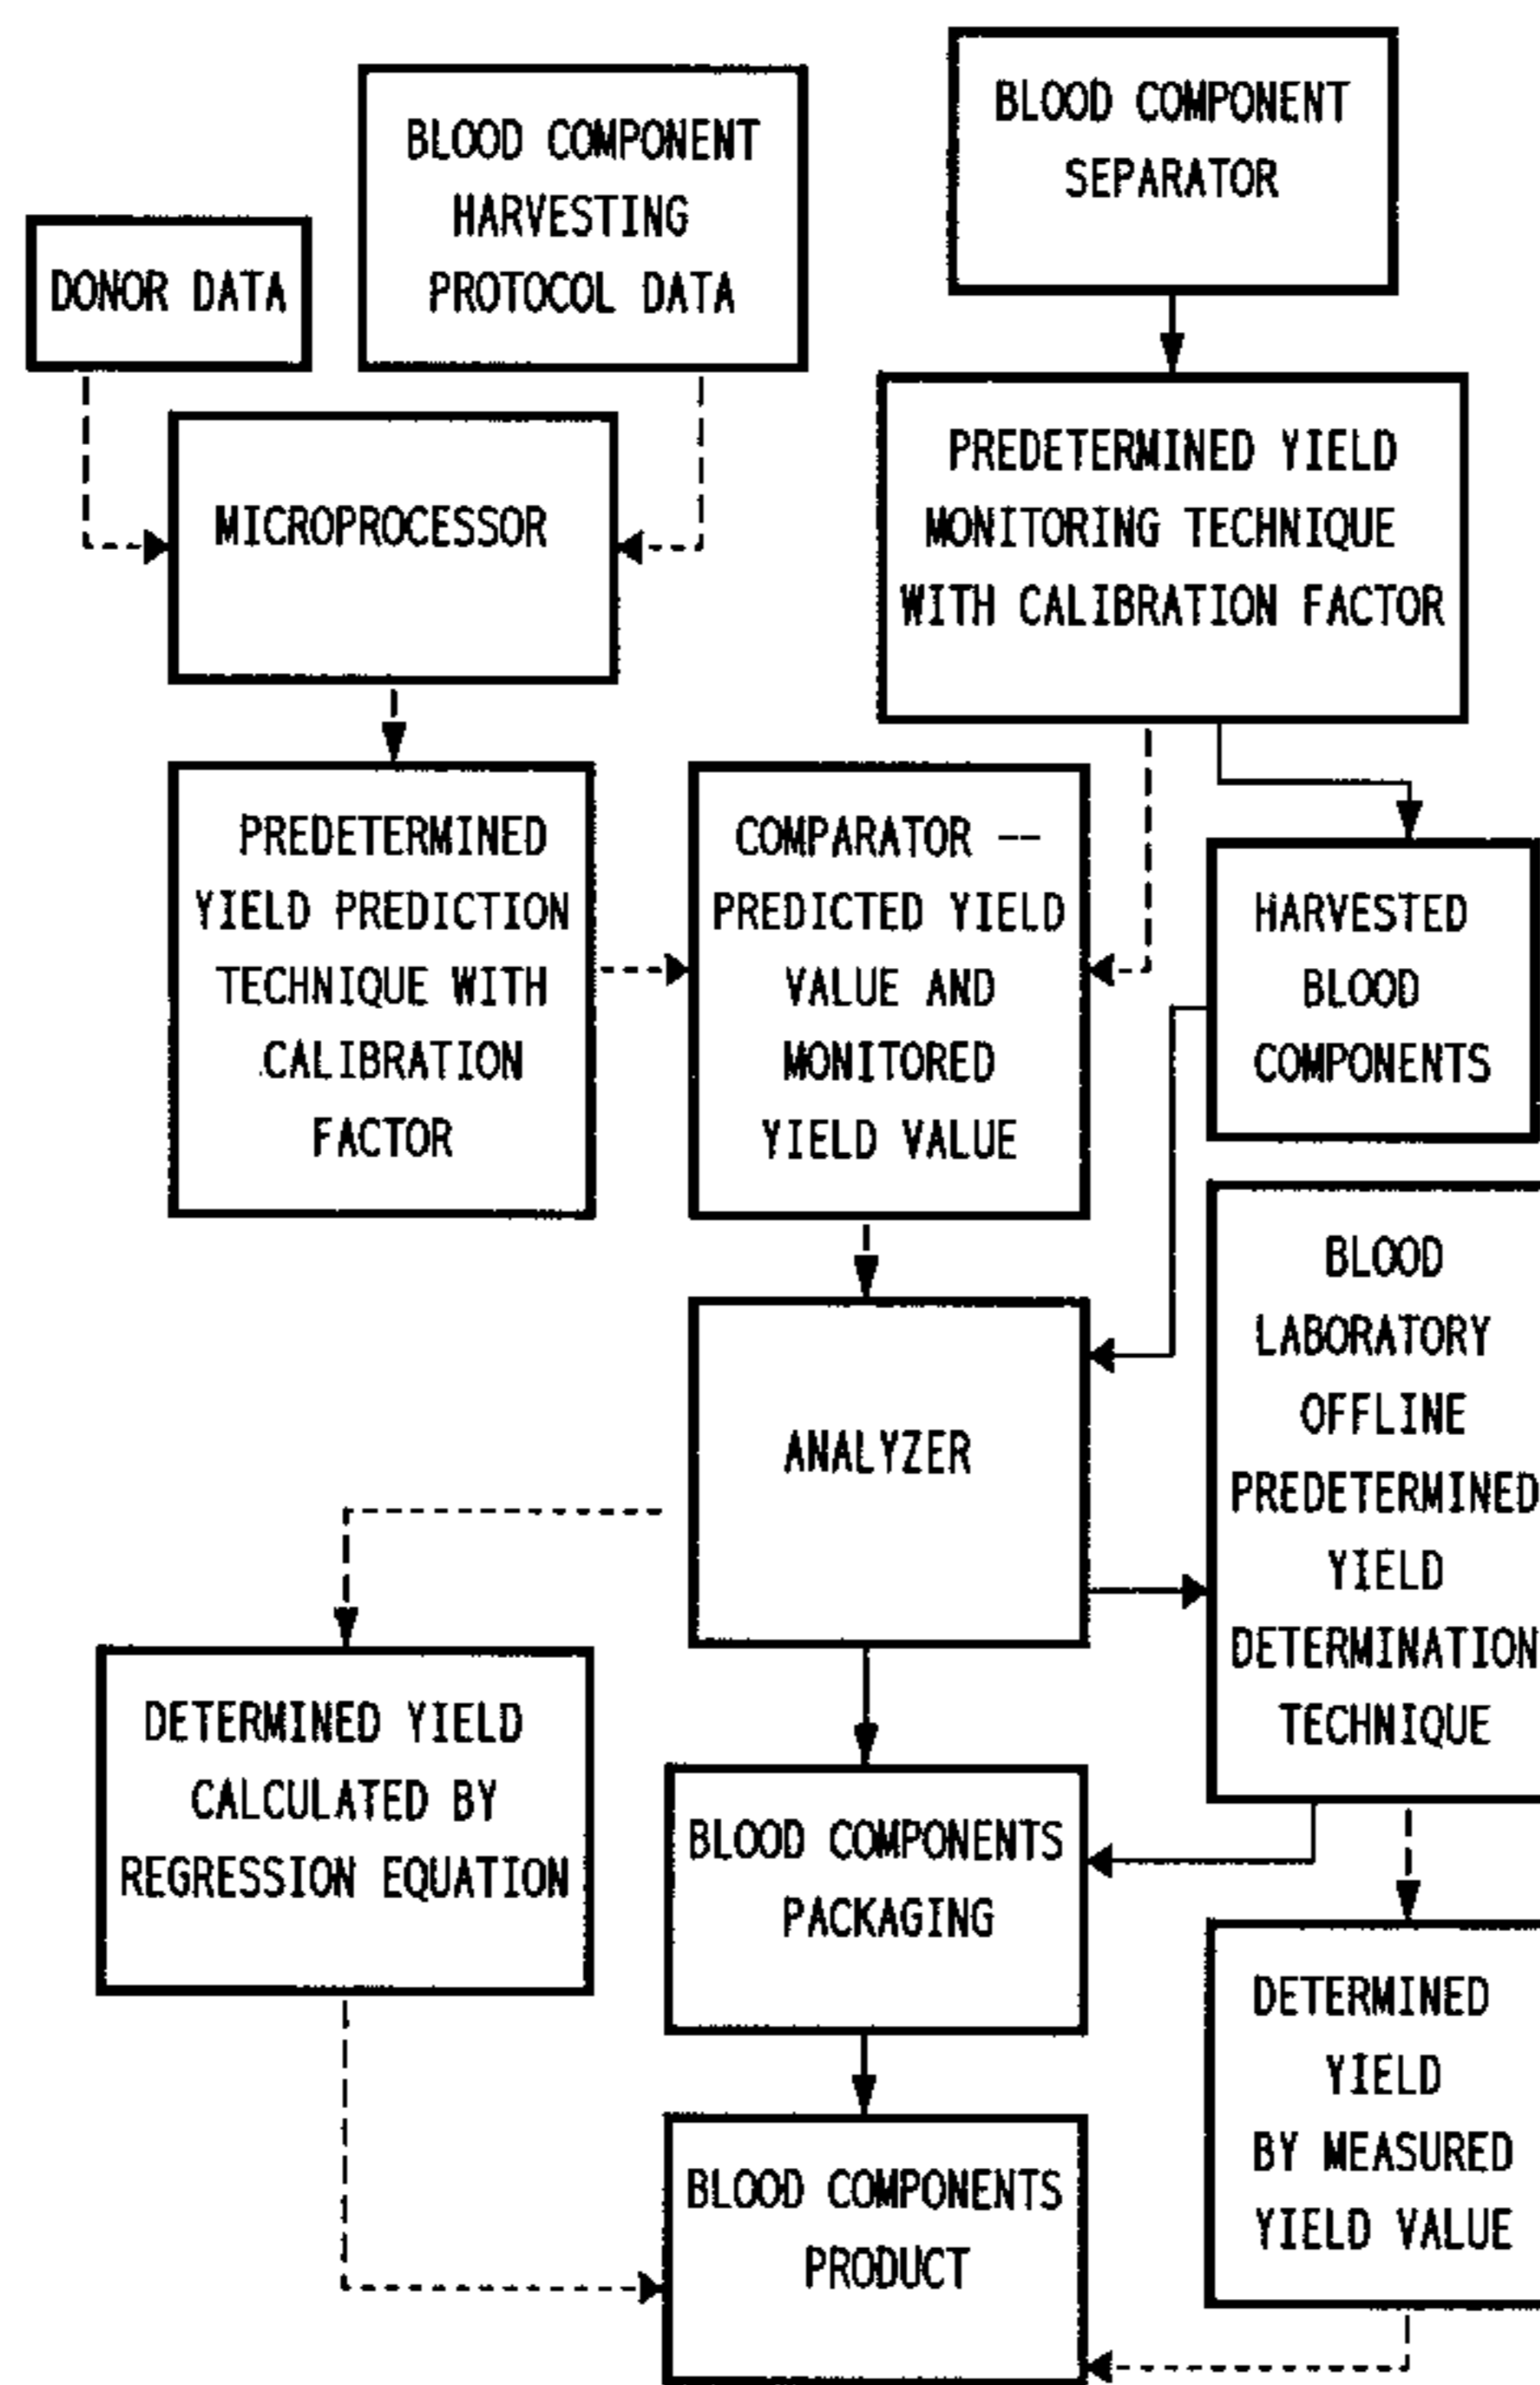 BLOOD COMPONENT
SEPARATOR
BLOOD COMPONENT
HARVESTING
PROTOCOL DATA
DONOR DATA
MICROPROCESSOR
PREDETERMINED YIELD
MONITORING TECHNIQUE
WITH CALIBRATION FACTOR
PREDETERMINED
YIELD PREDICTION
TECHNIQUE WITH
CALIBRATION
FACTOR
COMPARATOR --
PREDICTED YIELD
VALUE AND
MONITORED
YIELD VALUE
HARVESTED
BLOOD
COMPONENTS
BLOOD
LABORATORY
OFFLINE
PREDETERMINED
YIELD
DETERMINATION
TECHNIQUE
ANALYZER
DETERMINED YIELD
CALCULATED BY
REGRESSION EQUATION
BLOOD COMPONENTS
PACKAGING
DETERMINED
YIELD
BY MEASURED
YIELD VALUE
BLOOD COMPONENTS
PRODUCT